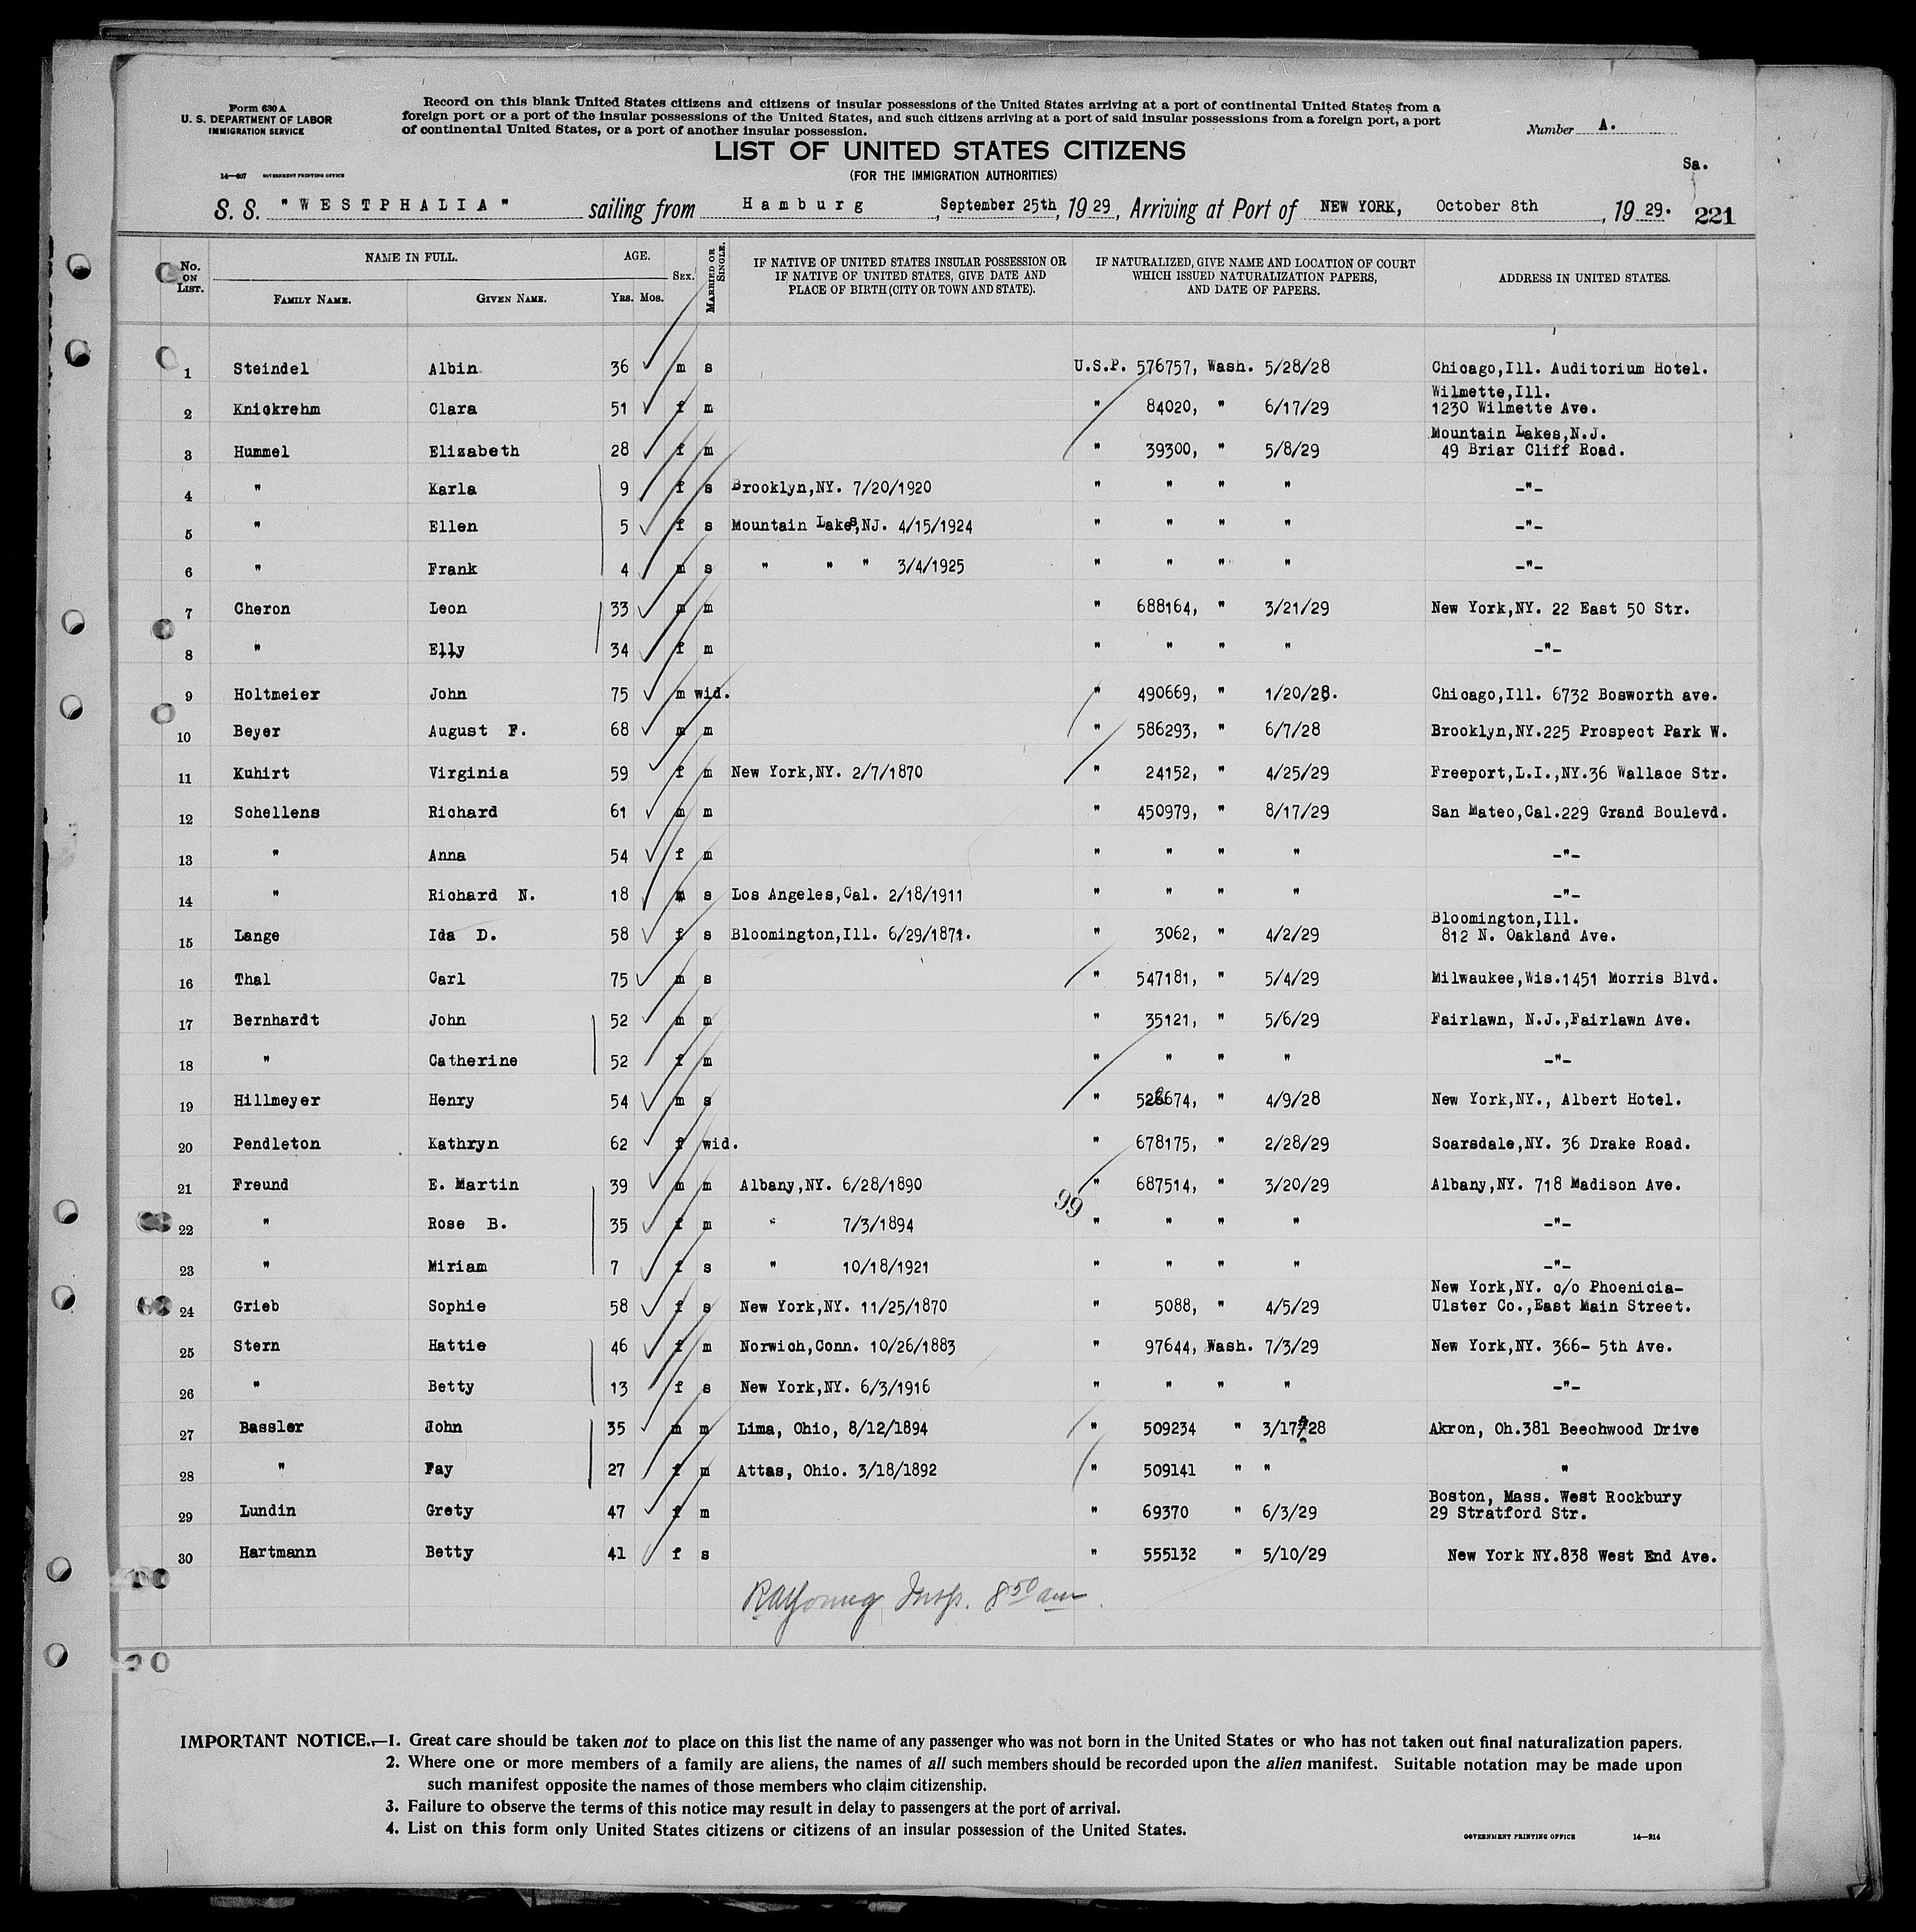 Form 630 A
U. S. DEPARTMENT OF LABOR
IMMIGRATION SERVICE
14—607 GOVERNMENT PRINTING OFFICE
Record on this blank United States citizens and citizens of insular possessions of the United States arriving at a port of continental United States from a
foreign port or a port of the insular possessions of the United States, and such citizens arriving at a port of said insular possessions from a foreign port, a port
of continental United States, or a port of another insular possession.
Number A.
LIST OF UNITED STATES CITIZENS
(FOR THE IMMIGRATION AUTHORITIES)
Sa.
S. S. "WESTPHALIA" sailing from Hamburg, September 25th, 1929, Arriving at Port of NEW YORK, October 8th, 1929. 221
No. ON LIST. NAME IN FULL. FAMILY NAME. GIVEN NAME. AGE. YRS. MOS. SEX. MARRIED OR SINGLE. IF NATIVE OF UNITED STATES INSULAR POSSESSION OR IF NATIVE OF UNITED STATES, GIVE DATE AND PLACE OF BIRTH (CITY OR TOWN AND STATE). IF NATURALIZED, GIVE NAME AND LOCATION OF COURT WHICH ISSUED NATURALIZATION PAPERS, AND DATE OF PAPERS. ADDRESS IN UNITED STATES.
1 Steindel Albin 36 m s U.S.P. 576757, Wash. 5/28/28 Chicago,Ill. Auditorium Hotel.
2 Knickrehm Clara 51 f m " 84020, " 6/17/29 Wilmette,Ill. 1230 Wilmette Ave.
3 Hummel Elizabeth 28 f m " 39300, " 5/8/29 Mountain Lakes,N.J. 49 Briar Cliff Road.
4 " Karla 9 f s Brooklyn,NY. 7/20/1920 " " " " -"-
5 " Ellen 5 f s Mountain Lakes,NJ. 4/15/1924 " " " " -"-
6 " Frank 4 m s " " " 3/4/1925 " " " " -"-
7 Cheron Leon 33 m m " 688164, " 3/21/29 New York,NY. 22 East 50 Str.
8 " Elly 34 f m " " " " -"-
9 Holtmeier John 75 m wid. " 490669, " 1/20/28. Chicago,Ill. 6732 Bosworth ave.
10 Beyer August F. 68 m m " 586293, " 6/7/28 Brooklyn,NY.225 Prospect Park W.
11 Kuhirt Virginia 59 f m New York,NY. 2/7/1870 " 24152, " 4/25/29 Freeport,L.I.,NY.36 Wallace Str.
12 Schellens Richard 61 m m " 450979, " 8/17/29 San Mateo,Cal.229 Grand Boulevd.
13 " Anna 54 f m " " " " -"-
14 " Richard N. 18 m s Los Angeles,Cal. 2/18/1911 " " " " -"-
15 Lange Ida D. 58 f s Bloomington,Ill. 6/29/1871. " 3062, " 4/2/29 Bloomington,Ill. 812 N. Oakland Ave.
16 Thal Carl 75 m s " 547181, " 5/4/29 Milwaukee,Wis.1451 Morris Blvd.
17 Bernhardt John 52 m m " 35121, " 5/6/29 Fairlawn, N.J.,Fairlawn Ave.
18 " Catherine 52 f m " " " " -"-
19 Hillmeyer Henry 54 m s " 526674, " 4/9/28 New York,NY., Albert Hotel.
20 Pendleton Kathryn 62 f wid. " 678175, " 2/28/29 Scarsdale,NY. 36 Drake Road.
21 Freund E. Martin 39 m m Albany,NY. 6/28/1890 " 687514, " 3/20/29 Albany,NY. 718 Madison Ave.
99
22 " Rose B. 35 f m " 7/3/1894 " " " " -"-
23 " Miriam 7 f s " 10/18/1921 " " " " -"-
24 Grieb Sophie 58 f s New York,NY. 11/25/1870 " 5088, " 4/5/29 New York,NY. c/o Phoenicia- Ulster Co.,East Main Street.
25 Stern Hattie 46 f m Norwich,Conn. 10/26/1883 " 97644, Wash. 7/3/29 New York,NY. 366- 5th Ave.
26 " Betty 13 f s New York,NY. 6/3/1916 " " " " -"-
27 Bassler John 35 m m Lima, Ohio, 8/12/1894 " 509234 " 3/17/28 Akron, Oh.381 Beechwood Drive
28 " Fay 27 f m Attas, Ohio. 3/18/1892 " 509141 " " "
29 Lundin Grety 47 f m " 69370 " 6/3/29 Boston, Mass. West Rockbury 29 Stratford Str.
30 Hartmann Betty 41 f s " 555132 " 5/10/29 New York NY.838 West End Ave.
RAYoung Insp. 8 50 am
IMPORTANT NOTICE.—1. Great care should be taken not to place on this list the name of any passenger who was not born in the United States or who has not taken out final naturalization papers.
2. Where one or more members of a family are aliens, the names of all such members should be recorded upon the alien manifest. Suitable notation may be made upon
such manifest opposite the names of those members who claim citizenship.
3. Failure to observe the terms of this notice may result in delay to passengers at the port of arrival.
4. List on this form only United States citizens or citizens of an insular possession of the United States.
GOVERNMENT PRINTING OFFICE 14—214